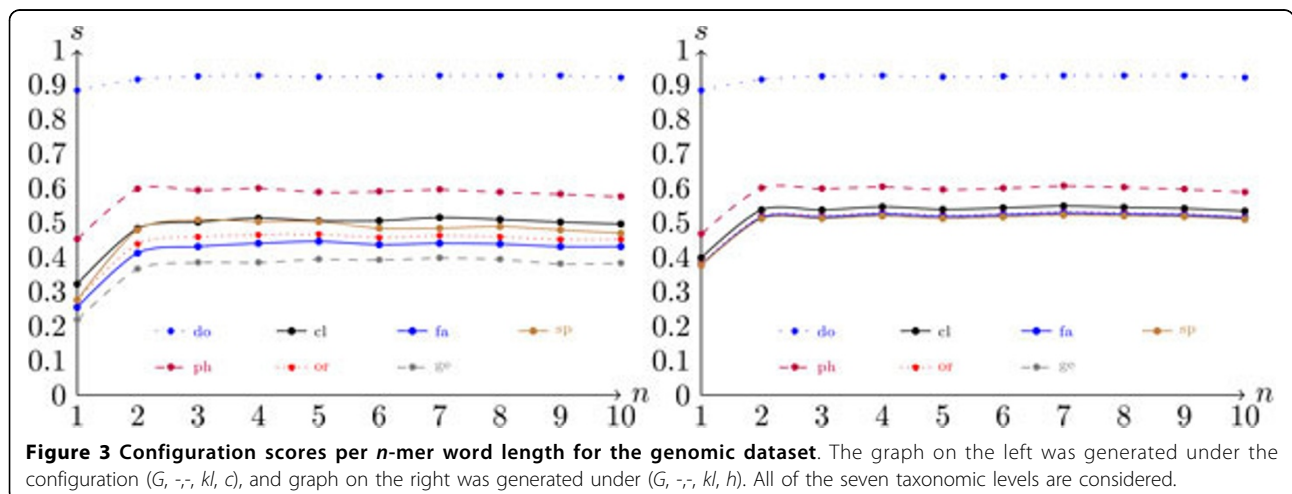 s
1
0.9
0.8
0.7
0.6
0.5
0.4
0.3
0.2
0.1
0
do
cl
fa
sp
ph
or
ge
1 2 3 4 5 6 7 8 9 10
n
s
1
0.9
0.8
0.7
0.6
0.5
0.4
0.3
0.2
0.1
0
do
cl
fa
sp
ph
or
ge
1 2 3 4 5 6 7 8 9 10
n
Figure 3 Configuration scores per n-mer word length for the genomic dataset. The graph on the left was generated under the
configuration (G, -,-, kl, c), and graph on the right was generated under (G, -,-, kl, h). All of the seven taxonomic levels are considered.